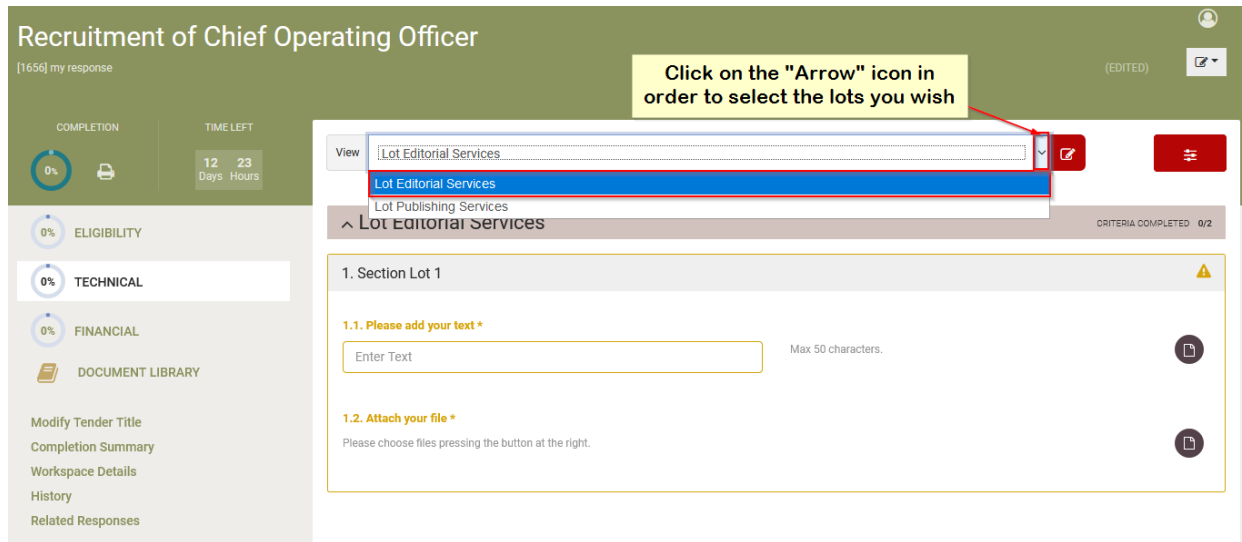 Recruitment of Chief Operating Officer
[1656] my response
Click on the "Arrow" icon in
order to select the lots you wish
(EDITED)
COMPLETION
TIME LEFT
0%
12 23
Days Hours
View
Lot Editorial Services
Lot Editorial Services
Lot Publishing Services
0% ELIGIBILITY
0% TECHNICAL
0% FINANCIAL
DOCUMENT LIBRARY
Modify Tender Title
Completion Summary
Workspace Details
History
Related Responses
Lot Editorial Services
CRITERIA COMPLETED 0/2
1. Section Lot 1
1.1. Please add your text *
Enter Text
Max 50 characters.
1.2. Attach your file *
Please choose files pressing the button at the right.